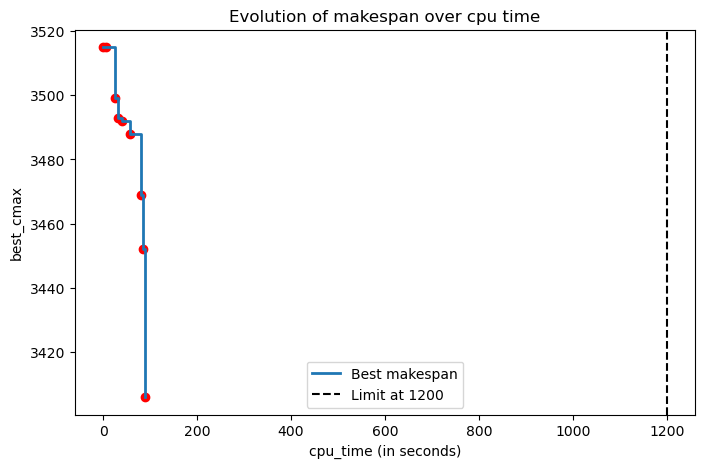 Evolution of makespan over cpu time
best_cmax
3520
3500
3480
3460
3440
3420
Best makespan
Limit at 1200
0
200
400
600
800
1000
1200
cpu_time (in seconds)